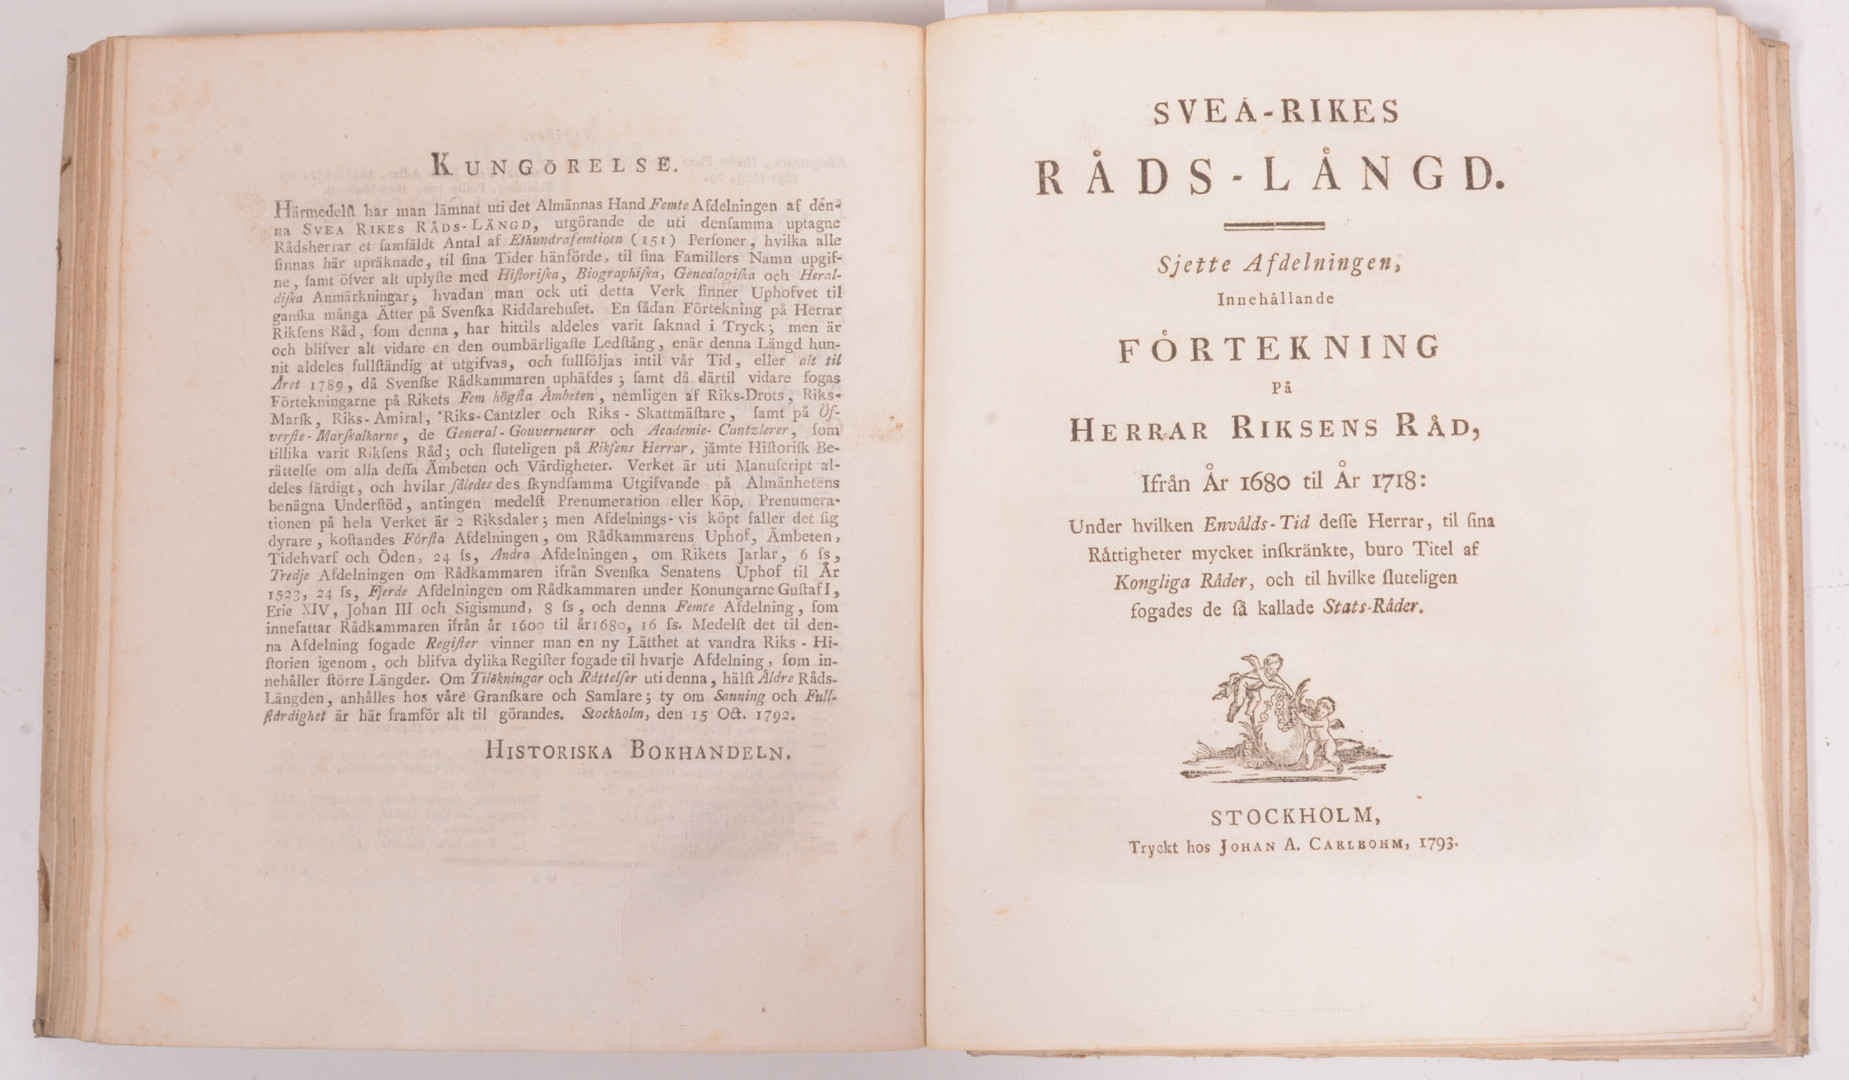 KUNGÖRELSE.
Härmedelſt har man lämnat uti det Almännas Hand Femte Afdelningen af den-
na SVEA RIKES RÅDS-LÄNGD, utgörande de uti denſamma uptagne
Rådsherrar et ſamfäldt Antal af Ethundrafemtioen (151) Perſoner, hvilka alle
finnas här upräknade, til ſina Tider hänförde, til ſina Famillers Namn upgif-
ne, ſamt öfver alt uplyſte med Hiſtoriſka, Biographiſka, Genealogiſka och Heral-
diſka Anmärkningar; hvadan man ock uti detta Verk finner Uphofvet til
ganſka många Ätter på Svenſka Riddarehuſet. En ſådan Förtekning på Herrar
Rikſens Råd, ſom denna, har hittils aldeles varit ſaknad i Tryck; men är
och blifver alt vidare en den oumbärligaſte Ledſtång, enär denna Längd hun-
nit aldeles fullſtändig at utgifvas, och fullföljas intil vår Tid, eller alt til
Året 1789, då Svenſke Rådkammaren uphäfdes; ſamt då därtil vidare fogas
Förtekningarne på Rikets Fem högſta Ämbeten, nemligen af Riks-Drots, Riks-
Marſk, Riks-Amiral, Riks-Cantzler och Riks-Skattmäſtare, ſamt på Öf-
verſte-Marſkalkarne, de General-Gouverneurer och Academie-Cantzlerer, ſom
tillika varit Rikſens Råd; och ſluteligen på Rikſens Herrar, jämte Hiſtoriſk Be-
rättelſe om alla deſſa Ämbeten och Värdigheter. Verket är uti Manuſcript al-
deles färdigt, och hvilar ſåledes des ſkyndſamma Utgifvande på Almänhetens
benägna Underſtöd, antingen medelſt Prenumeration eller Köp. Prenumera-
tionen på hela Verket är 2 Riksdaler; men Afdelnings-vis köpt faller det ſig
dyrare, koſtandes Förſta Afdelningen, om Rådkammarens Uphof, Ämbeten,
Tidehvarf och Öden, 24 ſs, Andra Afdelningen, om Rikets Jarlar, 6 ſs,
Tredje Afdelningen om Rådkammaren ifrån Svenſka Senatens Uphof til År
1523, 24 ſs, Fjerde Afdelningen om Rådkammaren under Konungarne Guſtaf I,
Eric XIV, Johan III och Sigismund, 8 ſs, och denna Femte Afdelning, ſom
innefattar Rådkammaren ifrån år 1600 til år 1680, 16 ſs. Medelſt det til den-
na Afdelning fogade Regiſter vinner man en ny Lätthet at vandra Riks-Hi-
ſtorien igenom, och blifva dylika Regiſter fogade til hvarje Afdelning, ſom in-
nehåller ſtörre Längder. Om Tilökningar och Rättelſer uti denna, hälſt Äldre Råds-
Längden, anhålles hos våre Granſkare och Samlare; ty om Sanning och Full-
ſtärdighet är här framför alt til görandes. Stockholm, den 15 Oct. 1792.
HISTORISKA BOKHANDELN.
SVEA-RIKES
RÅDS-LÅNGD.
Sjette Afdelningen,
Innehållande
FÖRTEKNING
På
HERRAR RIKSENS RÅD,
Ifrån År 1680 til År 1718:
Under hvilken Envålds-Tid deſſe Herrar, til ſina
Råttigheter mycket inſkränkte, buro Titel af
Kongliga Råder, och til hvilke ſluteligen
fogades de ſå kallade Stats-Råder.
STOCKHOLM,
Tryckt hos JOHAN A. CARLBOHM, 1793.